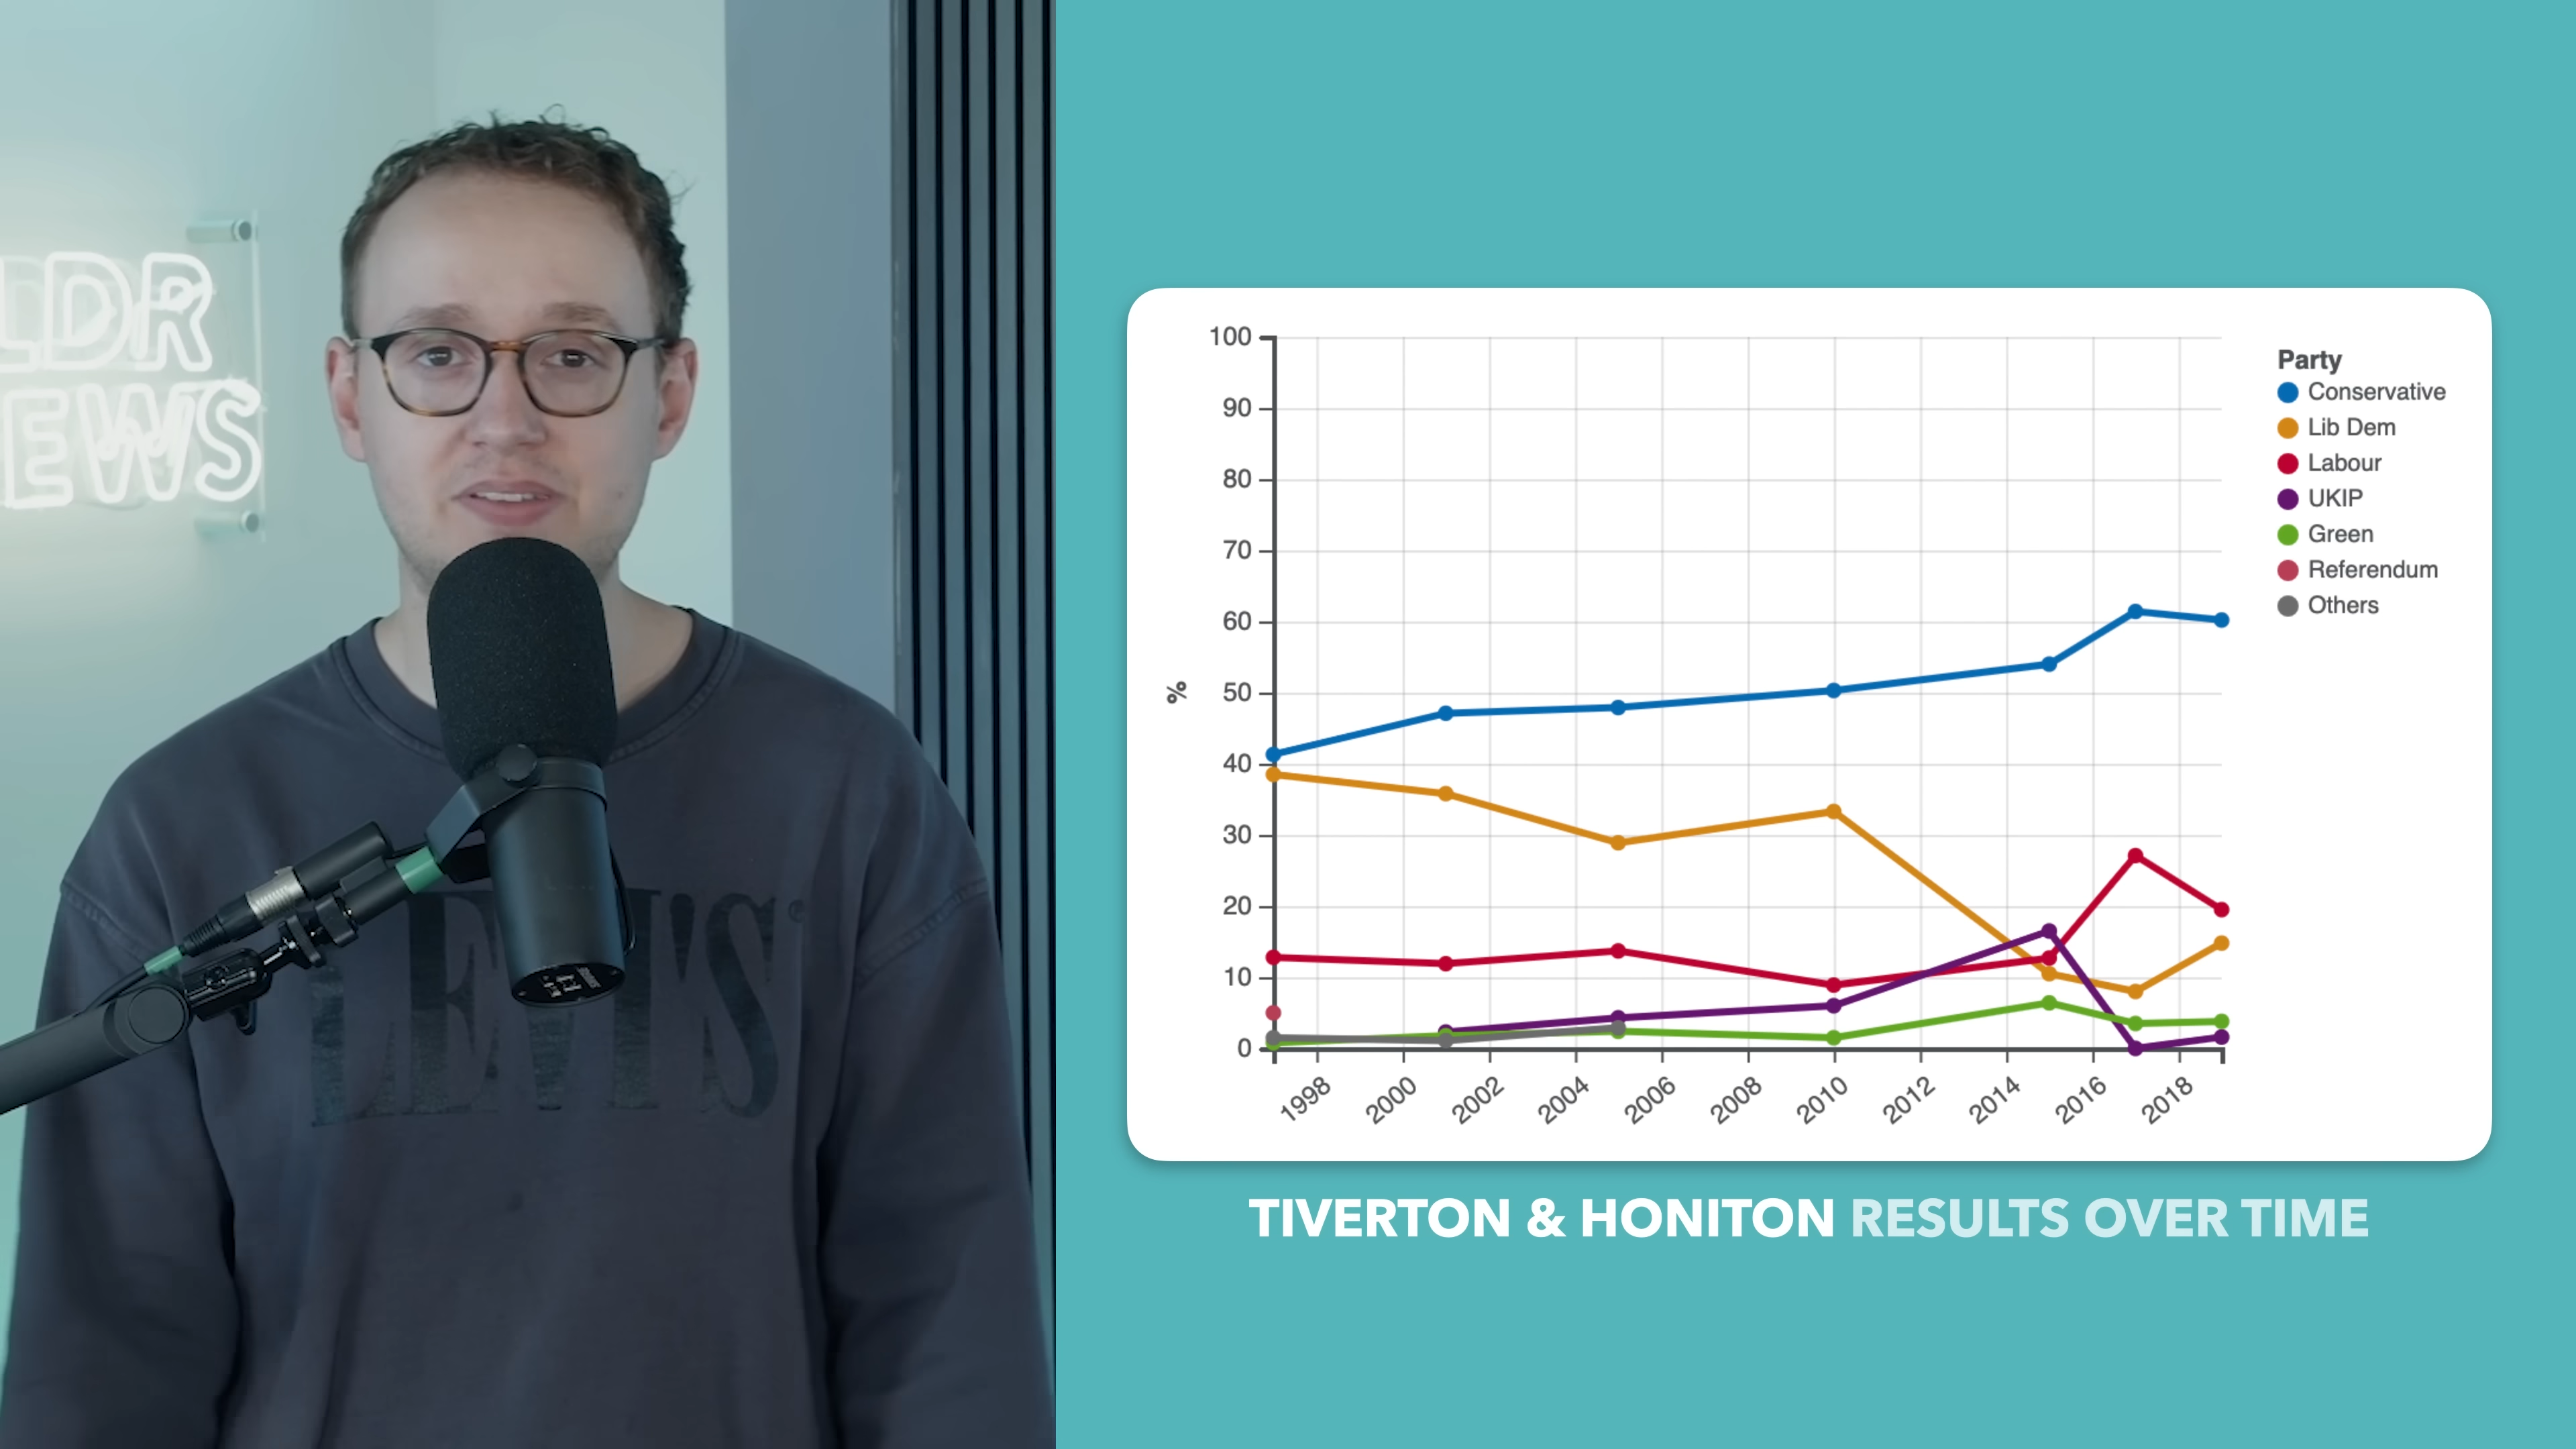 LDR
EWS
LEVI'S®
100
90
80
70
60
50
40
30
20
10
0
%
1998
2000
2002
2004
2006
2008
2010
2012
2014
2016
2018
Party
Conservative
Lib Dem
Labour
UKIP
Green
Referendum
Others
TIVERTON & HONITON RESULTS OVER TIME